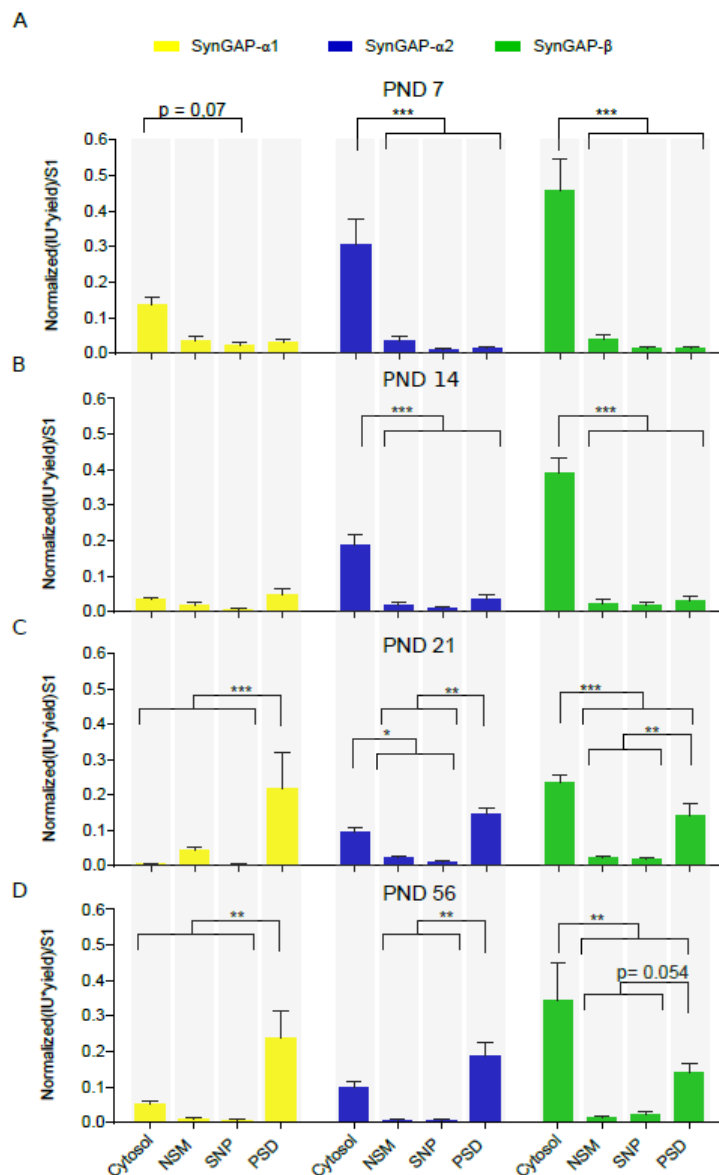 A
SynGAP-α1 SynGAP-α2 SynGAP-β
PND 7
p = 0,07 *** ***
Normalized(IU*yield)/S1
0.6
0.5
0.4
0.3
0.2
0.1
0.0
B
PND 14
*** ***
Normalized(IU*yield)/S1
0.6
0.5
0.4
0.3
0.2
0.1
0.0
C
PND 21
*** * ** *** **
Normalized(IU*yield)S1
0.6
0.5
0.4
0.3
0.2
0.1
0.0
D
PND 56
** ** **
p= 0.054
Normalized(IU*yield)/S1
0.6
0.5
0.4
0.3
0.2
0.1
0.0
Cytosol NSM SNP PSD Cytosol NSM SNP PSD Cytosol NSM SNP PSD